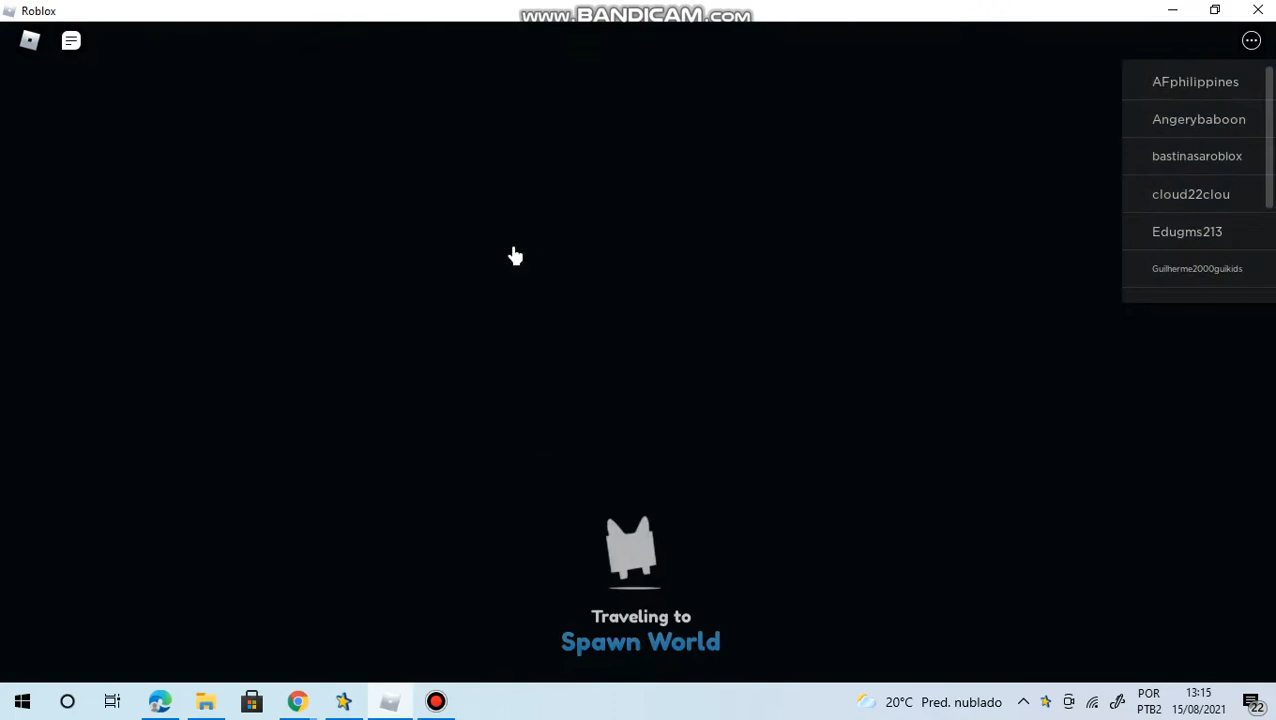 Roblox
www.BANDICAM.com
AFphilippines
Angerybaboon
bastinasaroblox
cloud22clou
Edugms213
Guilherme2000guikids
Traveling to
Spawn World
20°C Pred. nublado
POR
PTB2
13:15
15/08/2021
22